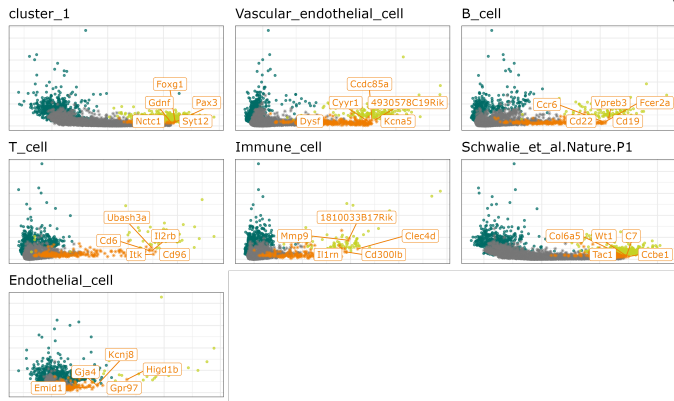 cluster_1
Vascular_endothelial_cell
B_cell
Foxg1
Gdnf
Pax3
Nctc1
Syt12
Ccdc85a
Cyyr1
4930578C19Rik
Dysf
Kcna5
Ccr6
Vpreb3
Fcer2a
Cd22
Cd19
T_cell
Immune_cell
Schwalie_et_al.Nature.P1
Ubash3a
Cd6
Il2rb
Itk
Cd96
1810033B17Rik
Mmp9
Clec4d
Il1rn
Cd300lb
Col6a5
Wt1
C7
Tac1
Ccbe1
Endothelial_cell
Kcnj8
Gja4
Higd1b
Emid1
Gpr97